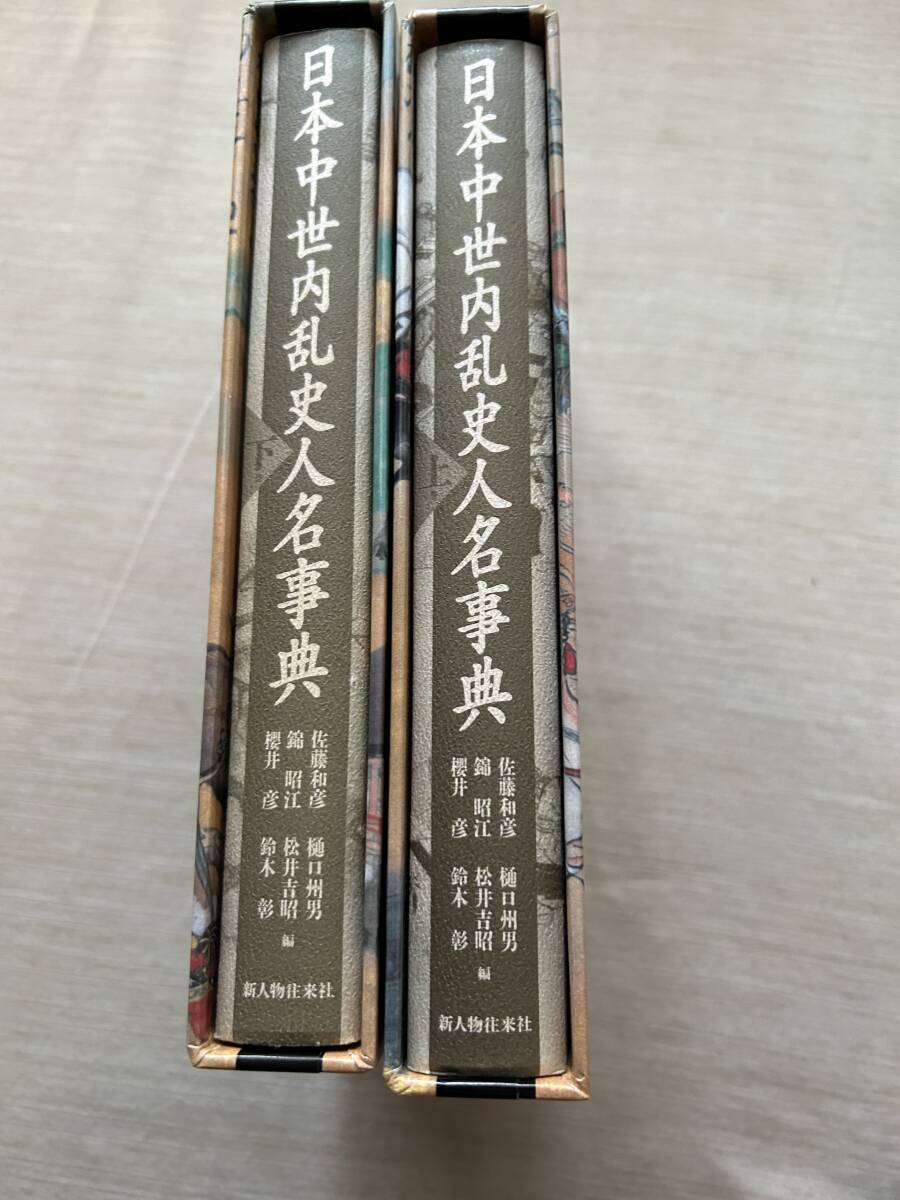 日本中世内乱史人名事典
上
佐藤和彦
錦 昭江
櫻井 彦
樋口州男
松井吉昭
鈴木 彰
編
新人物往来社
日本中世内乱史人名事典
下
佐藤和彦
錦 昭江
櫻井 彦
樋口州男
松井吉昭
鈴木 彰
編
新人物往来社